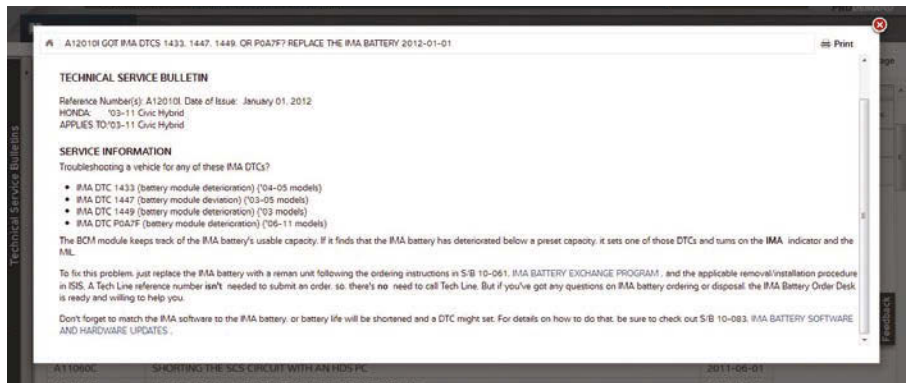 A12010I GOT IMA DTCS 1433, 1447, 1449, OR P0A7F? REPLACE THE IMA BATTERY 2012-01-01
Print
TECHNICAL SERVICE BULLETIN
Reference Number(s): A12010I, Date of Issue: January 01, 2012
HONDA: '03-11 Civic Hybrid
APPLIES TO:'03-11 Civic Hybrid
SERVICE INFORMATION
Troubleshooting a vehicle for any of these IMA DTCs?
• IMA DTC 1433 (battery module deterioration) ('04-05 models)
• IMA DTC 1447 (battery module deviation) ('03-05 models)
• IMA DTC 1449 (battery module deterioration) ('03 models)
• IMA DTC P0A7F (battery module deterioration) ('06-11 models)
The BCM module keeps track of the IMA battery's usable capacity. If it finds that the IMA battery has deteriorated below a preset capacity, it sets one of those DTCs and turns on the IMA indicator and the
MIL.
To fix this problem, just replace the IMA battery with a reman unit following the ordering instructions in S/B 10-061, IMA BATTERY EXCHANGE PROGRAM , and the applicable removal/installation procedure
in ISIS. A Tech Line reference number isn't needed to submit an order, so, there's no need to call Tech Line. But if you've got any questions on IMA battery ordering or disposal, the IMA Battery Order Desk
is ready and willing to help you.
Don't forget to match the IMA software to the IMA battery, or battery life will be shortened and a DTC might set. For details on how to do that, be sure to check out S/B 10-083, IMA BATTERY SOFTWARE
AND HARDWARE UPDATES .
Technical Service Bulletins
Feedback
A11060C SHORTING THE SCS CIRCUIT WITH AN HDS PC 2011-06-01